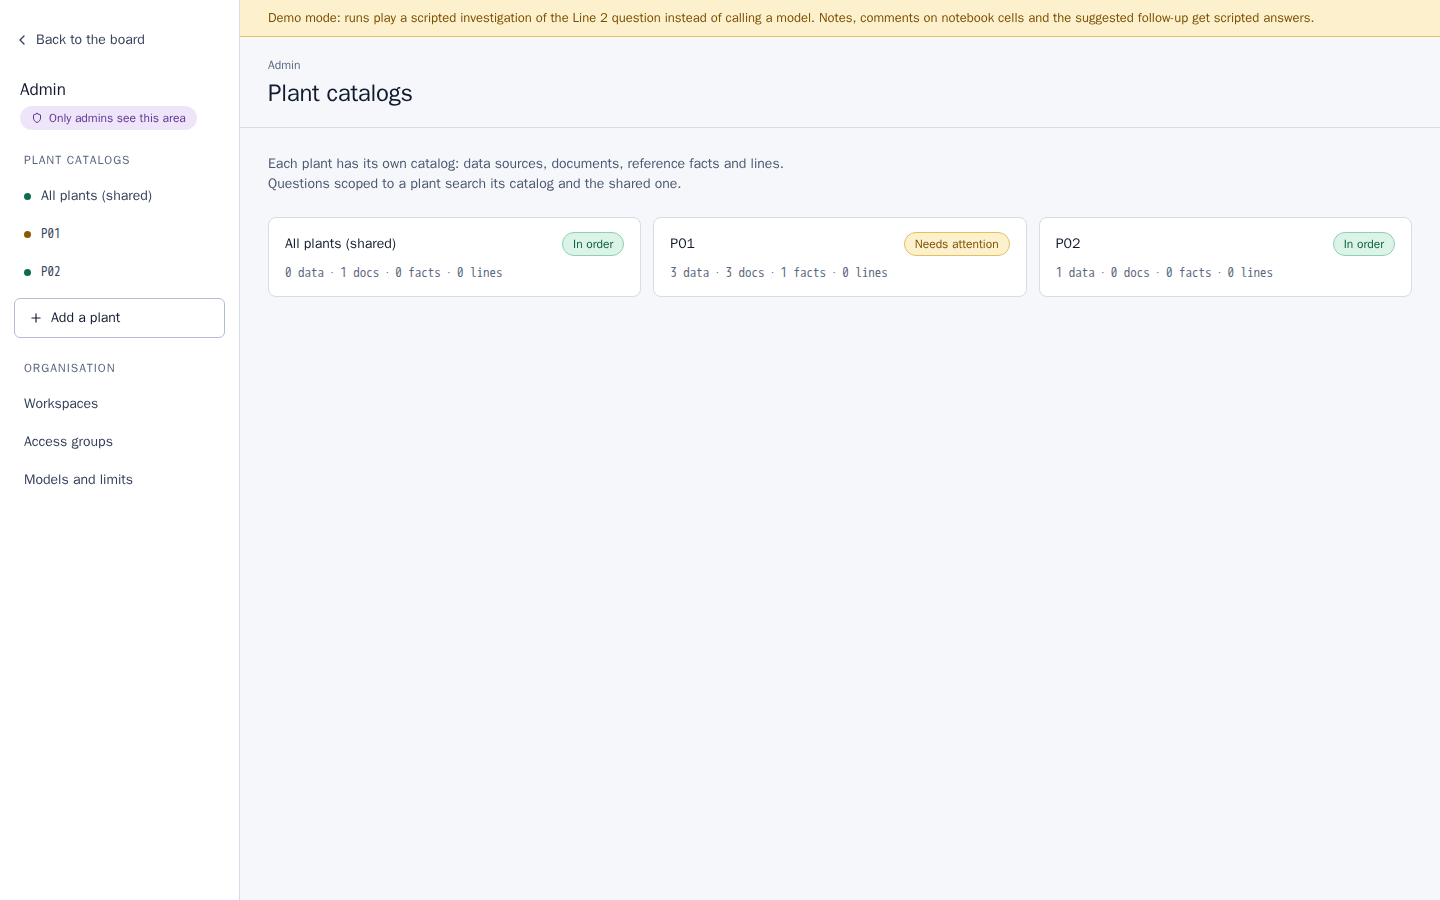 Demo mode: runs play a scripted investigation of the Line 2 question instead of calling a model. Notes, comments on notebook cells and the suggested follow-up get scripted answers.
Back to the board
Admin
Only admins see this area
PLANT CATALOGS
All plants (shared)
P01
P02
Add a plant
ORGANISATION
Workspaces
Access groups
Models and limits
Admin
Plant catalogs
Each plant has its own catalog: data sources, documents, reference facts and lines.
Questions scoped to a plant search its catalog and the shared one.
All plants (shared)
In order
0 data · 1 docs · 0 facts · 0 lines
P01
Needs attention
3 data · 3 docs · 1 facts · 0 lines
P02
In order
1 data · 0 docs · 0 facts · 0 lines